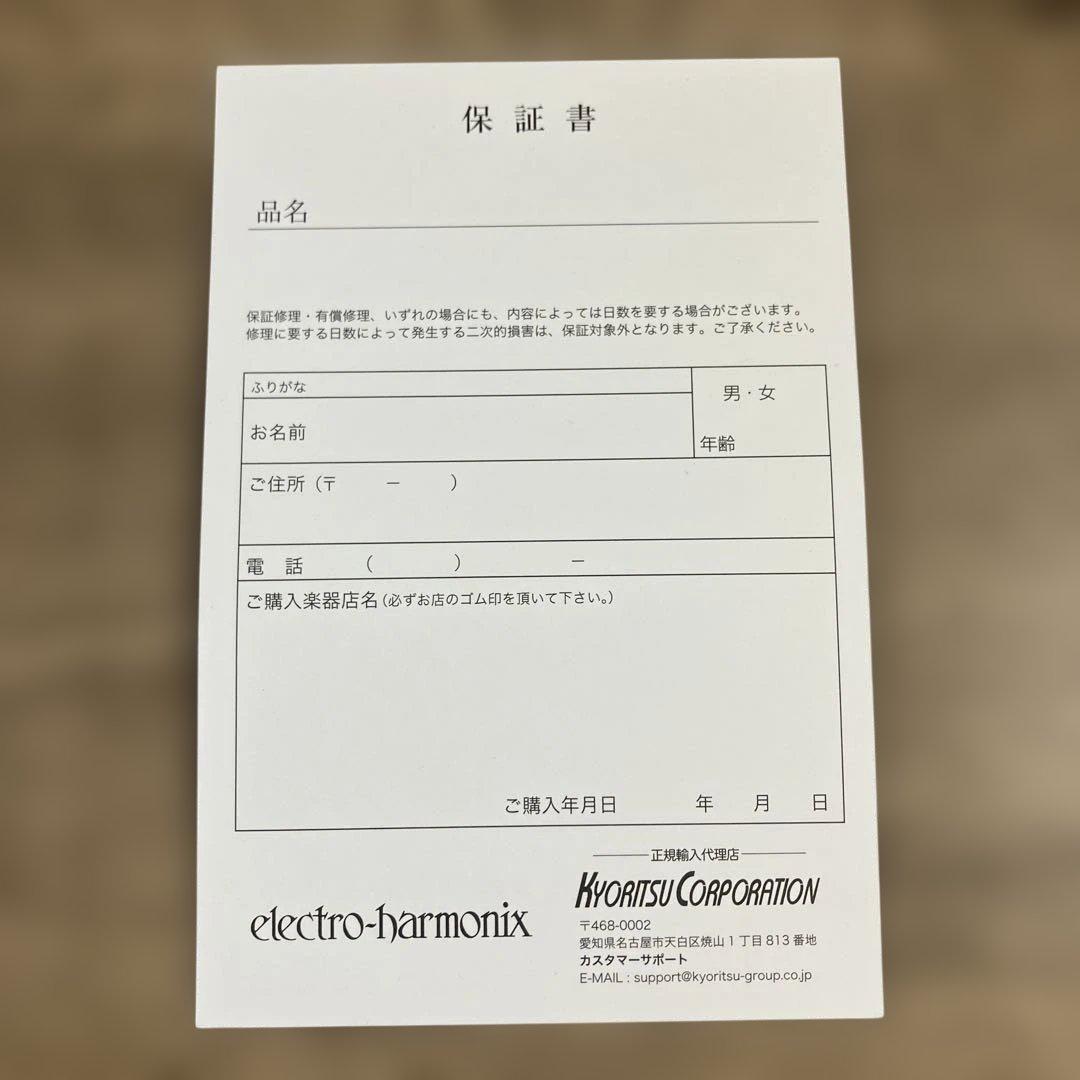 保証書
品名
保証修理・有償修理、いずれの場合にも、内容によっては日数を要する場合がございます。
修理に要する日数によって発生する二次的損害は、保証対象外となります。ご了承ください。
ふりがな
男・女
お名前
年齢
ご住所(〒　－　)
電　話　(　)　－
ご購入楽器店名(必ずお店のゴム印を頂いて下さい。)
ご購入年月日　年　月　日
正規輸入代理店
KYORITSU CORPORATION
electro-harmonix
〒468-0002
愛知県名古屋市天白区焼山1丁目813番地
カスタマーサポート
E-MAIL : support@kyoritsu-group.co.jp